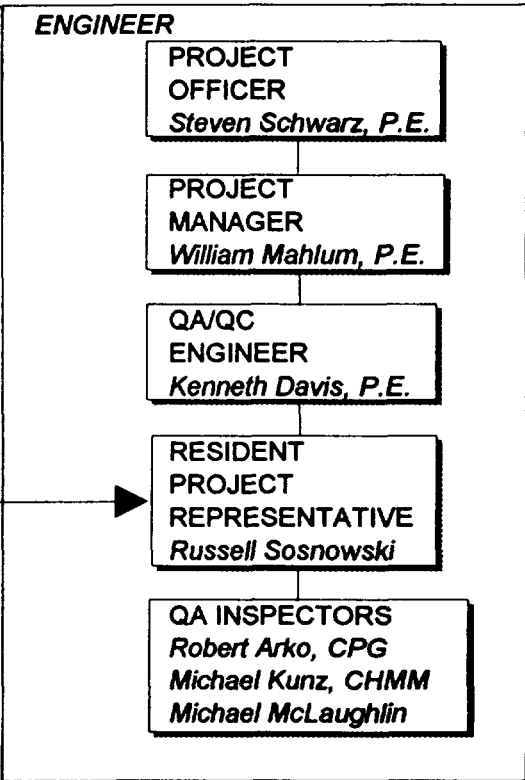 ENGINEER
PROJECT
OFFICER
Steven Schwarz, P.E.
PROJECT
MANAGER
William Mahlum, P.E.
QA/QC
ENGINEER
Kenneth Davis, P.E.
RESIDENT
PROJECT
REPRESENTATIVE
Russell Sosnowski
QA INSPECTORS
Robert Arko, CPG
Michael Kunz, CHMM
Michael McLaughlin